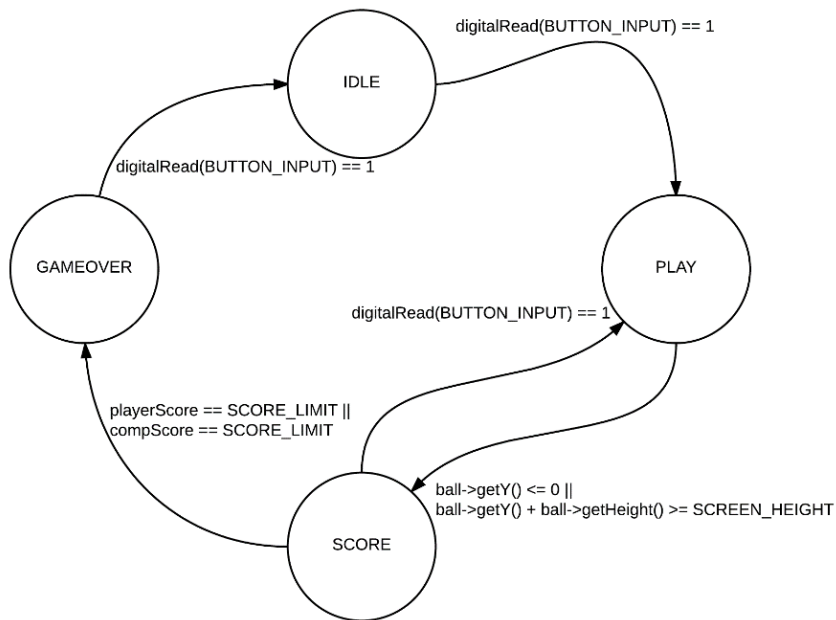 digitalRead(BUTTON_INPUT) == 1
IDLE
digitalRead(BUTTON_INPUT) == 1
GAMEOVER
PLAY
digitalRead(BUTTON_INPUT) == 1
playerScore == SCORE_LIMIT ||
compScore == SCORE_LIMIT
ball->getY() <= 0 ||
ball->getY() + ball->getHeight() >= SCREEN_HEIGHT
SCORE